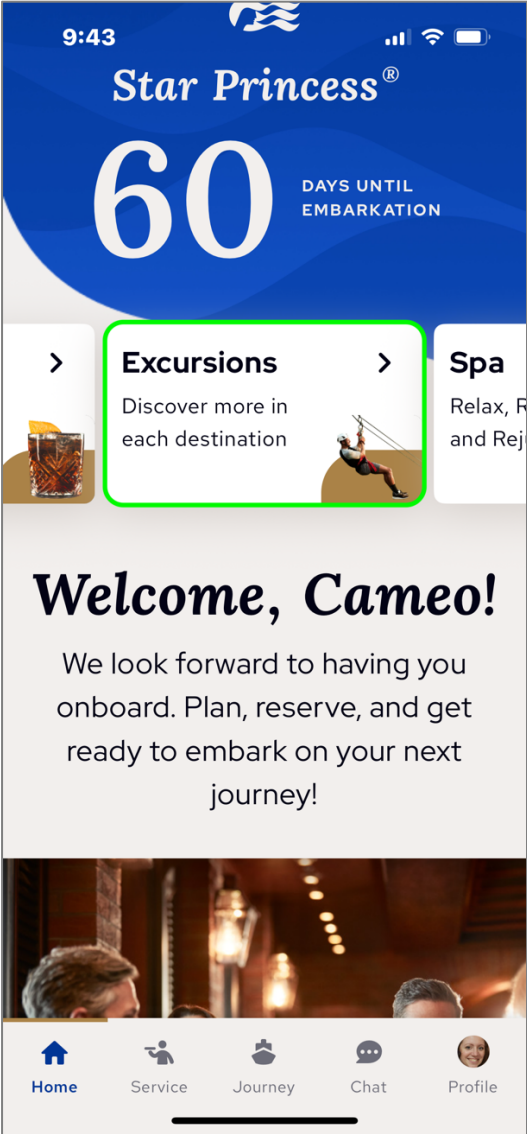 9:43
Star Princess®
60
DAYS UNTIL
EMBARKATION
Excursions
Discover more in
each destination
Spa
Relax, R
and Rej
Welcome, Cameo!
We look forward to having you
onboard. Plan, reserve, and get
ready to embark on your next
journey!
Home
Service
Journey
Chat
Profile